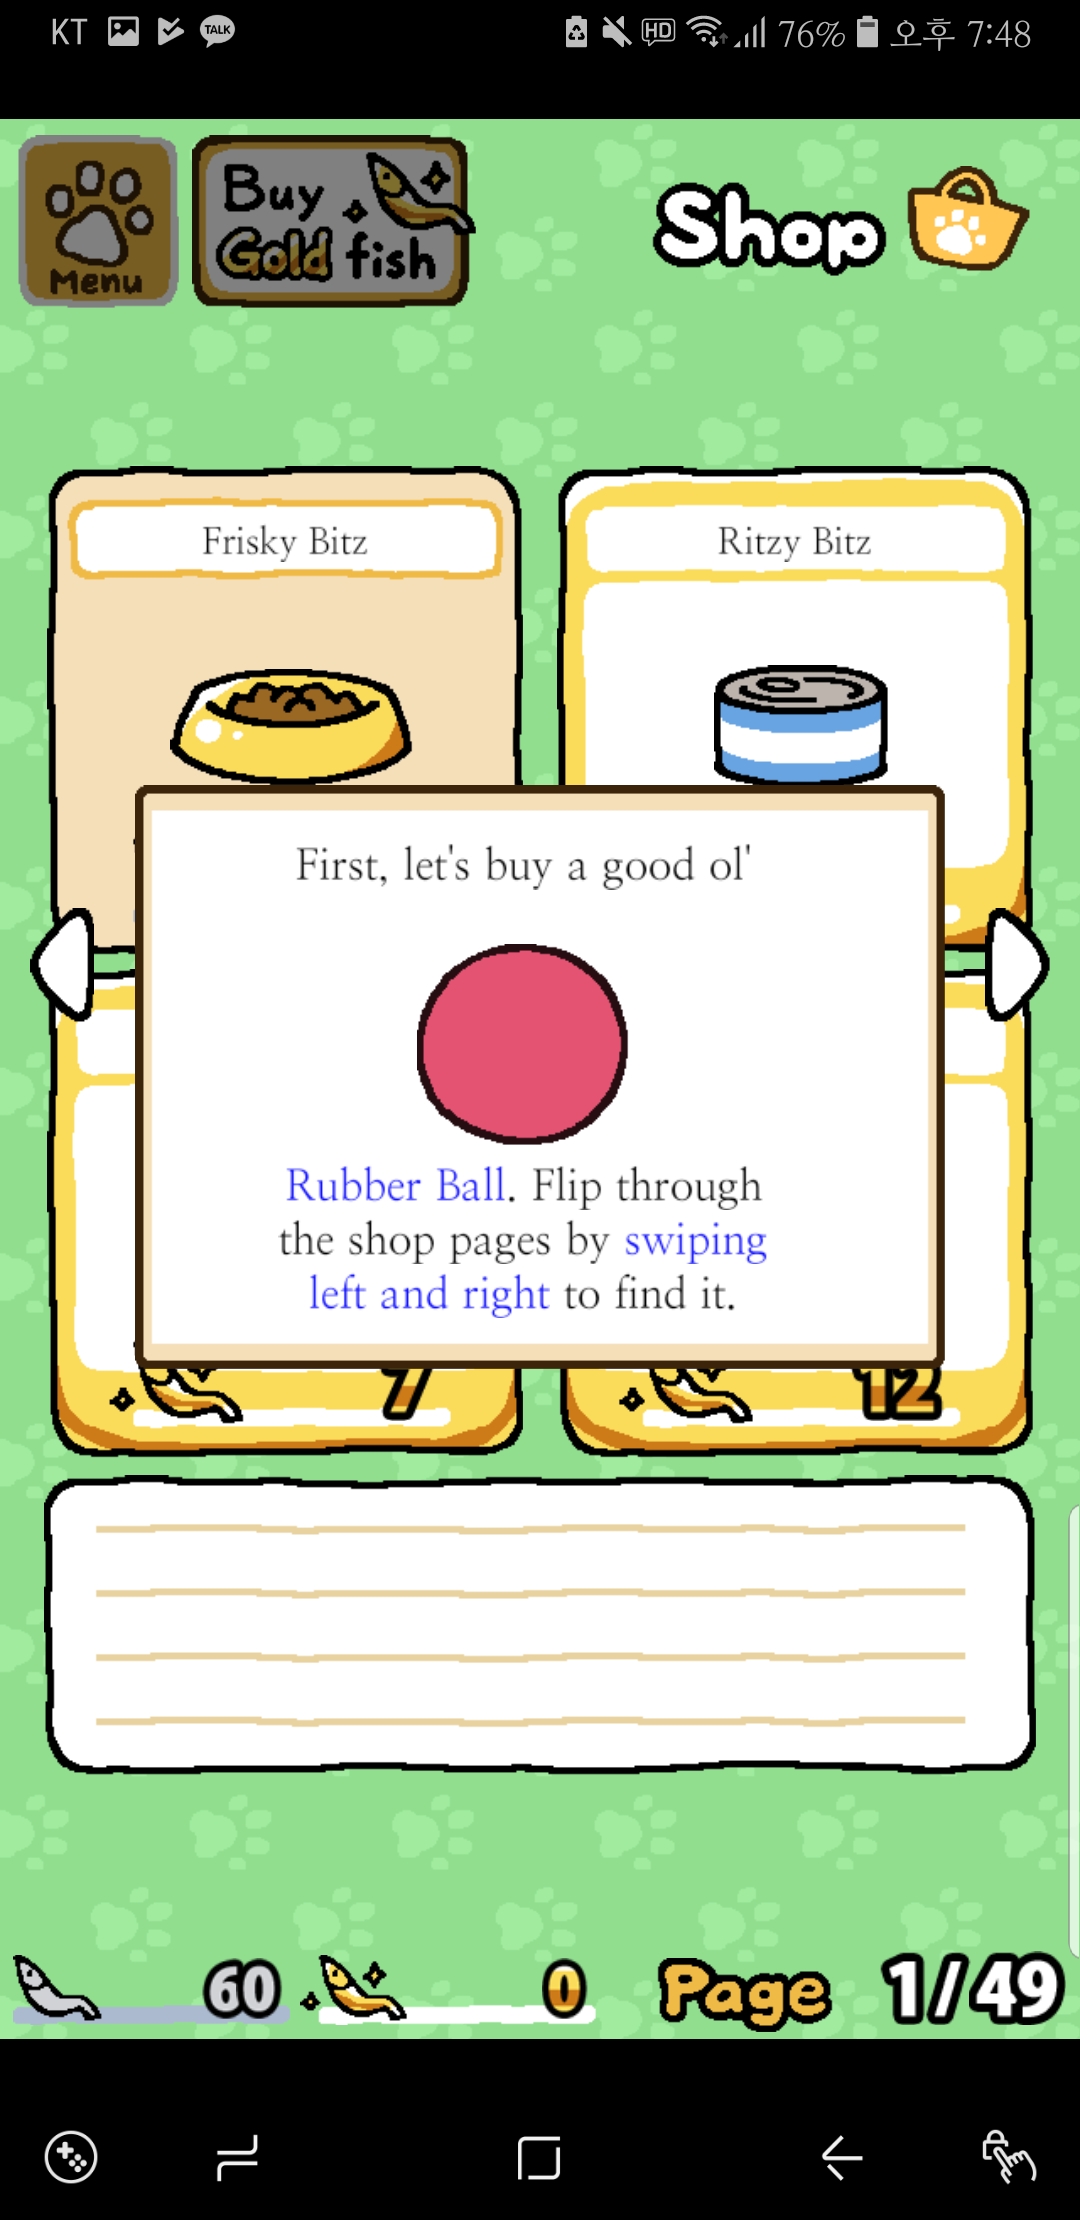 KT TALK HD 76% 오후 7:48
Menu
Buy
Gold fish
Shop
Frisky Bitz
Ritzy Bitz
First, let's buy a good ol'
Rubber Ball. Flip through
the shop pages by swiping
left and right to find it.
7
12
60
0
Page 1/49